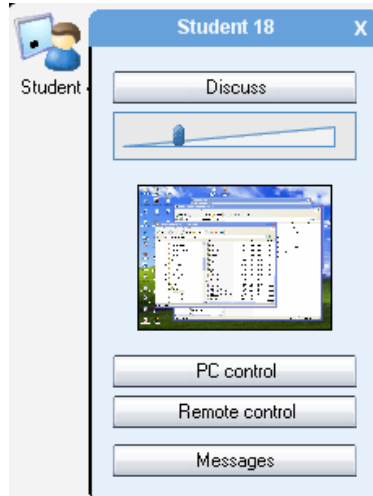 Student 18 X
Student
Discuss
PC control
Remote control
Messages